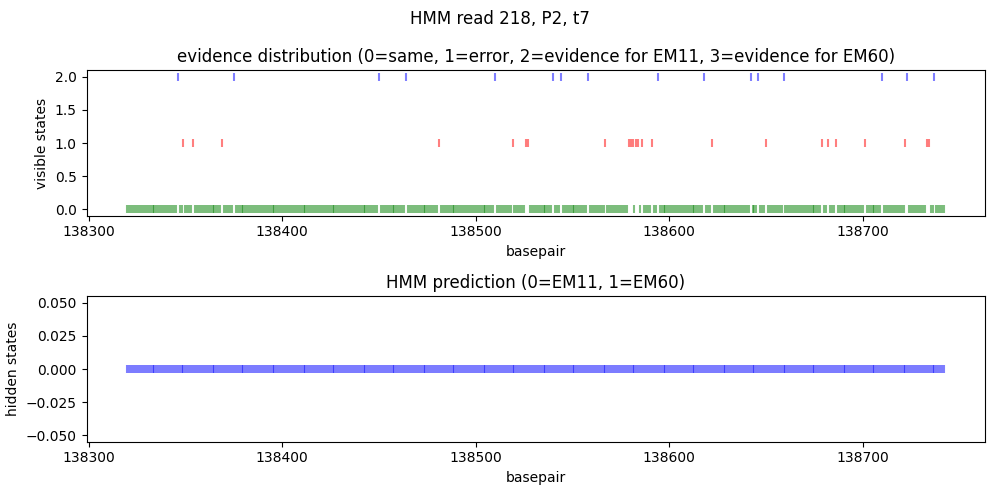 HMM read 218, P2, t7
evidence distribution (0=same, 1=error, 2=evidence for EM11, 3=evidence for EM60)
2.0
1.5
1.0
0.5
0.0
visible states
138300 138400 138500 138600 138700
basepair
HMM prediction (0=EM11, 1=EM60)
0.050
0.025
0.000
−0.025
−0.050
hidden states
138300 138400 138500 138600 138700
basepair